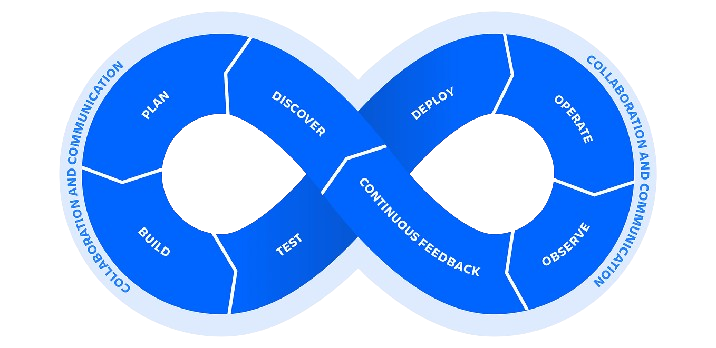 COLLABORATION AND COMMUNICATION
PLAN
DISCOVER
DEPLOY
OPERATE
COLLABORATION AND COMMUNICATION
BUILD
TEST
CONTINUOUS FEEDBACK
OBSERVE